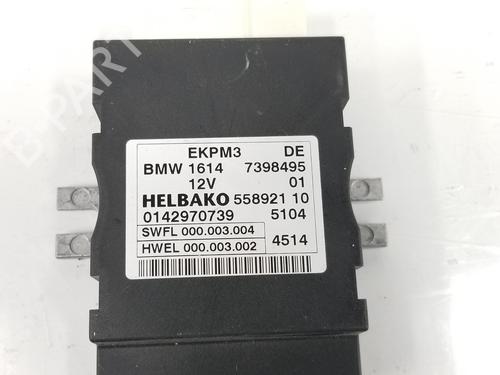 B-PARTS
EKPM3 DE
BMW 1614 7398495
12V 01
HELBAKO 558921 10
0142970739 5104
SWFL 000.003.004
HWEL 000.003.002 4514